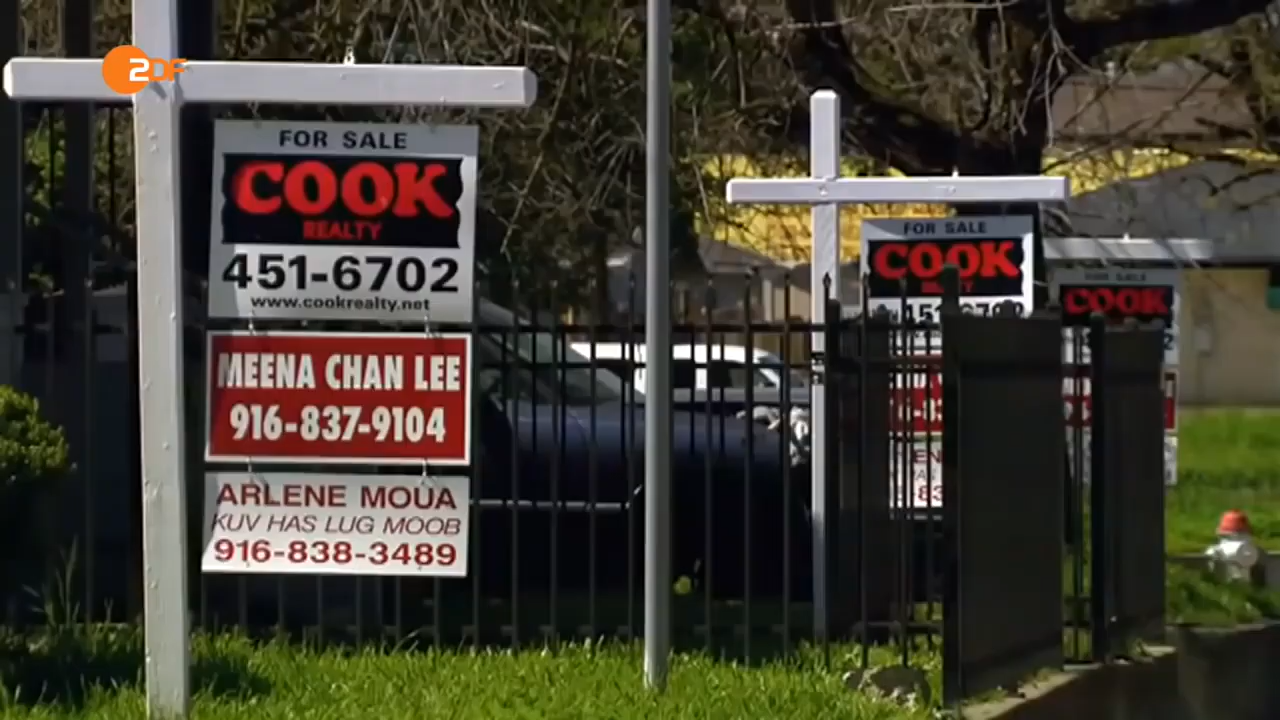 ZDF
FOR SALE
COOK
REALTY
451-6702
www.cookrealty.net
MEENA CHAN LEE
916-837-9104
ARLENE MOUA
KUV HAS LUG MOOB
916-838-3489
FOR SALE
COOK
FOR SALE
COOK